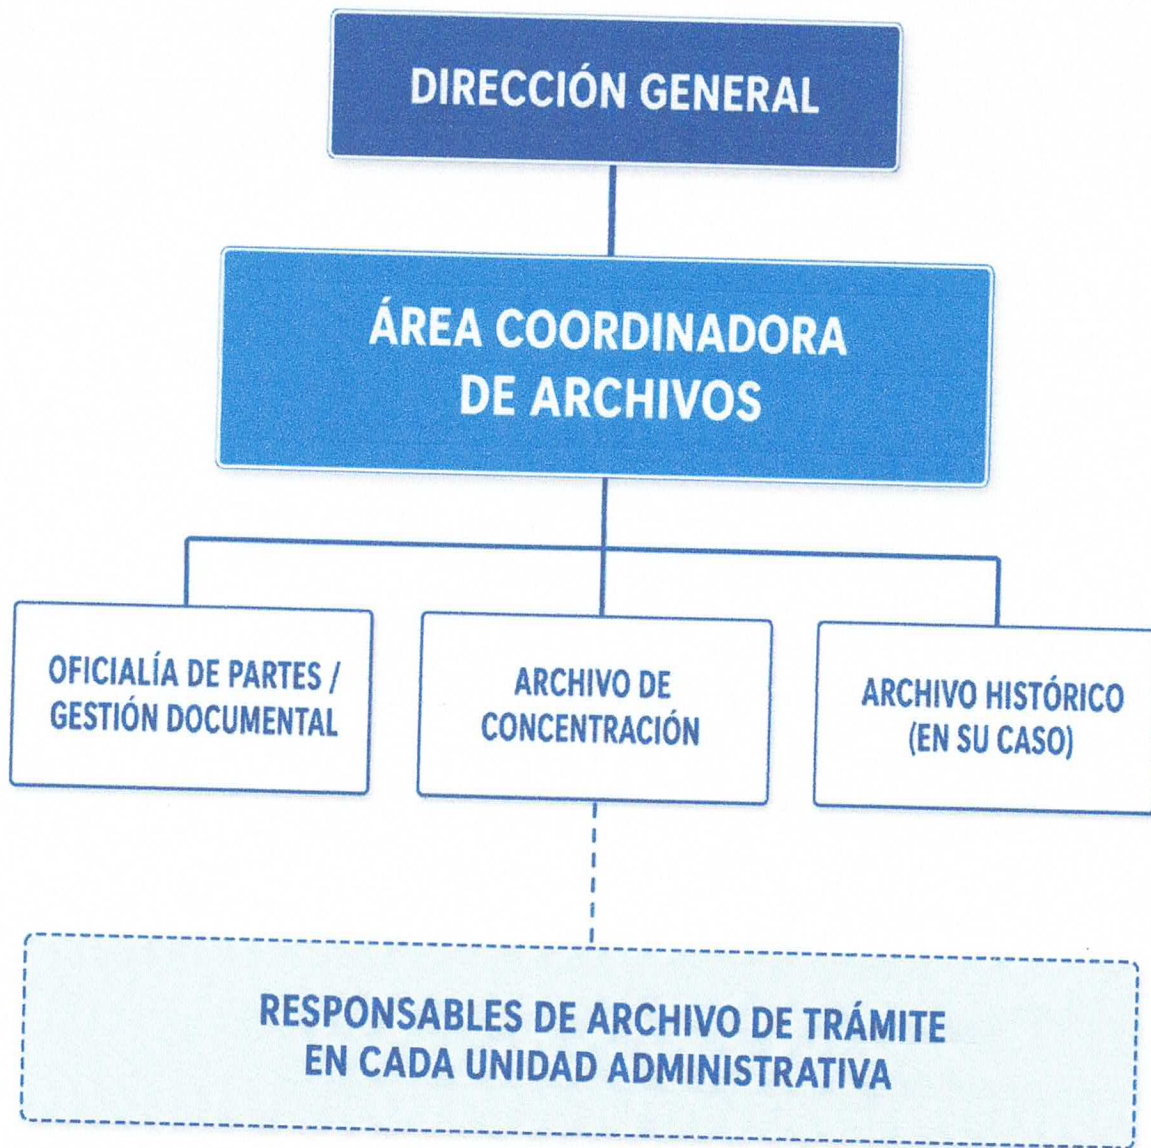 DIRECCIÓN GENERAL
ÁREA COORDINADORA
DE ARCHIVOS
OFICIALÍA DE PARTES /
GESTIÓN DOCUMENTAL
ARCHIVO DE
CONCENTRACIÓN
ARCHIVO HISTÓRICO
(EN SU CASO)
RESPONSABLES DE ARCHIVO DE TRÁMITE
EN CADA UNIDAD ADMINISTRATIVA